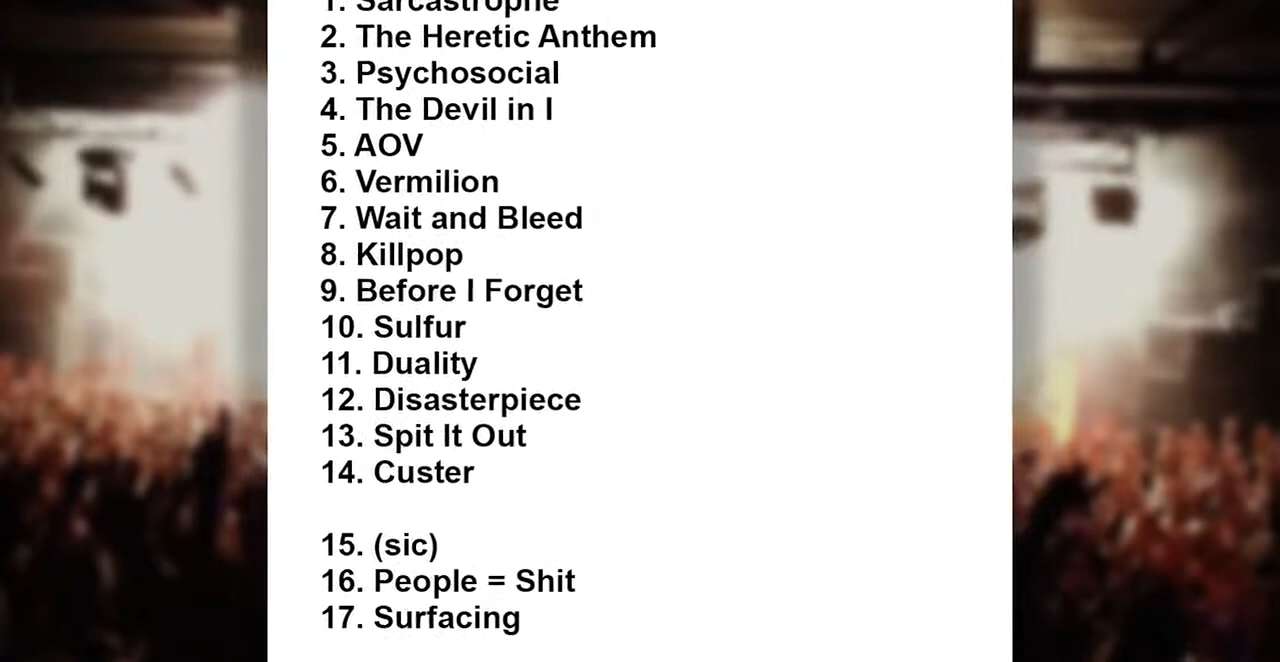 1. Sarcastrophe
2. The Heretic Anthem
3. Psychosocial
4. The Devil in I
5. AOV
6. Vermilion
7. Wait and Bleed
8. Killpop
9. Before I Forget
10. Sulfur
11. Duality
12. Disasterpiece
13. Spit It Out
14. Custer
15. (sic)
16. People = Shit
17. Surfacing